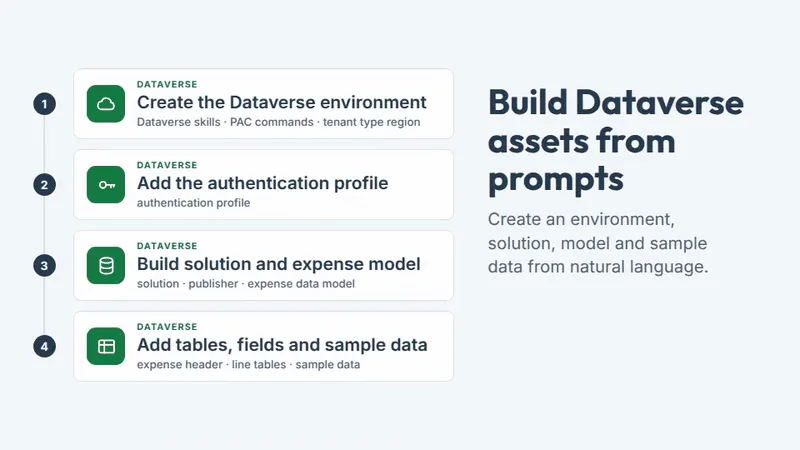 1
DATAVERSE
Create the Dataverse environment
Dataverse skills · PAC commands · tenant type region
2
DATAVERSE
Add the authentication profile
authentication profile
3
DATAVERSE
Build solution and expense model
solution · publisher · expense data model
4
DATAVERSE
Add tables, fields and sample data
expense header · line tables · sample data
Build Dataverse
assets from
prompts
Create an environment,
solution, model and sample
data from natural language.